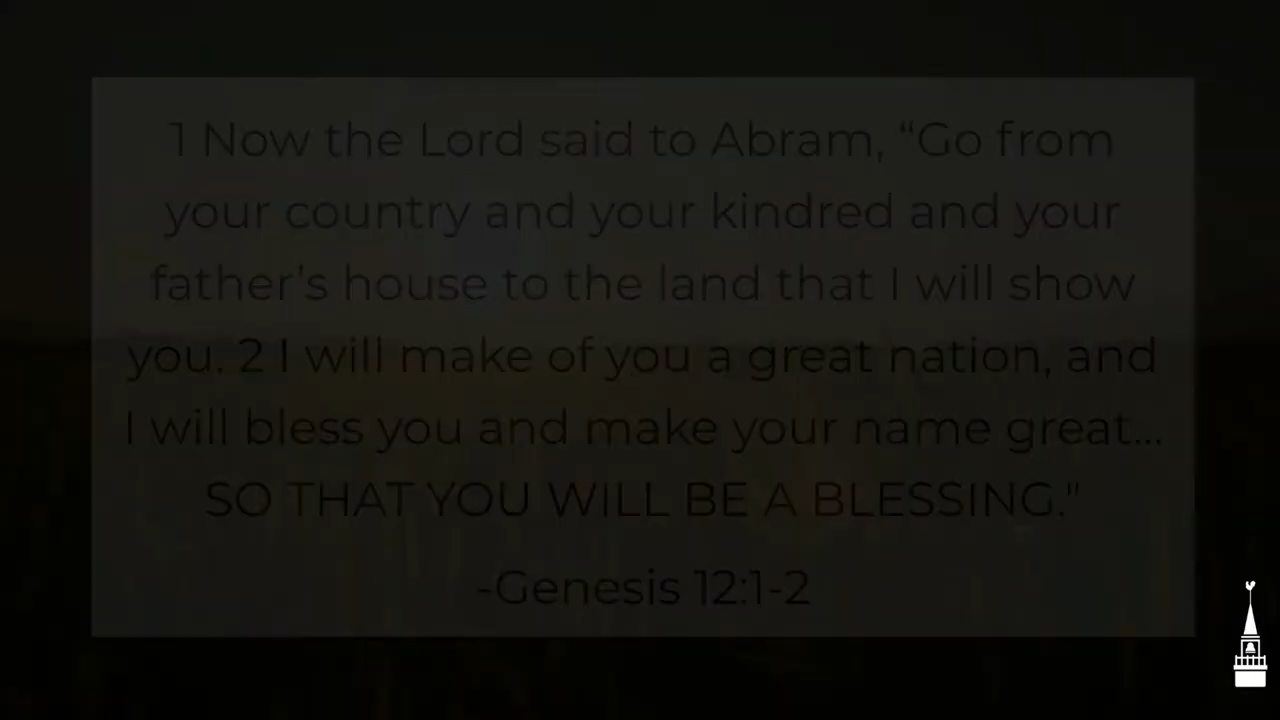 1 Now the Lord said to Abram, “Go from
your country and your kindred and your
father's house to the land that I will show
you. 2 I will make of you a great nation, and
I will bless you and make your name great...
SO THAT YOU WILL BE A BLESSING."
-Genesis 12:1-2